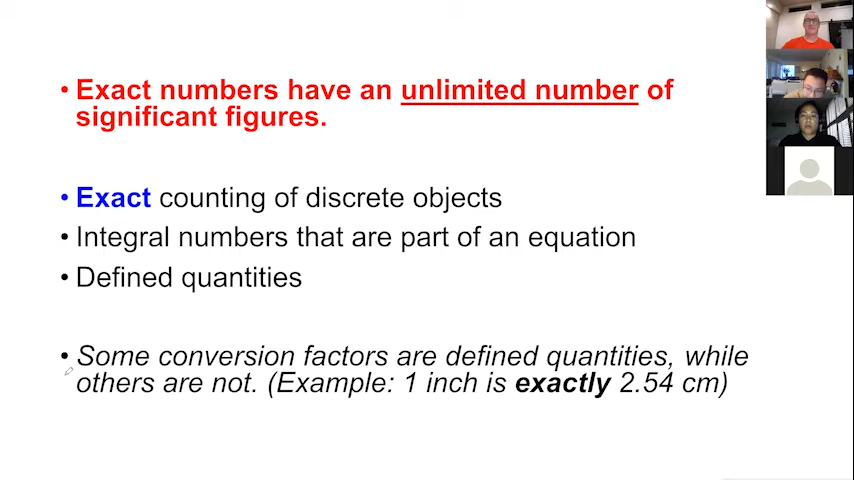 • Exact numbers have an unlimited number of
significant figures.
• Exact counting of discrete objects
• Integral numbers that are part of an equation
• Defined quantities
• Some conversion factors are defined quantities, while
others are not. (Example: 1 inch is exactly 2.54 cm)